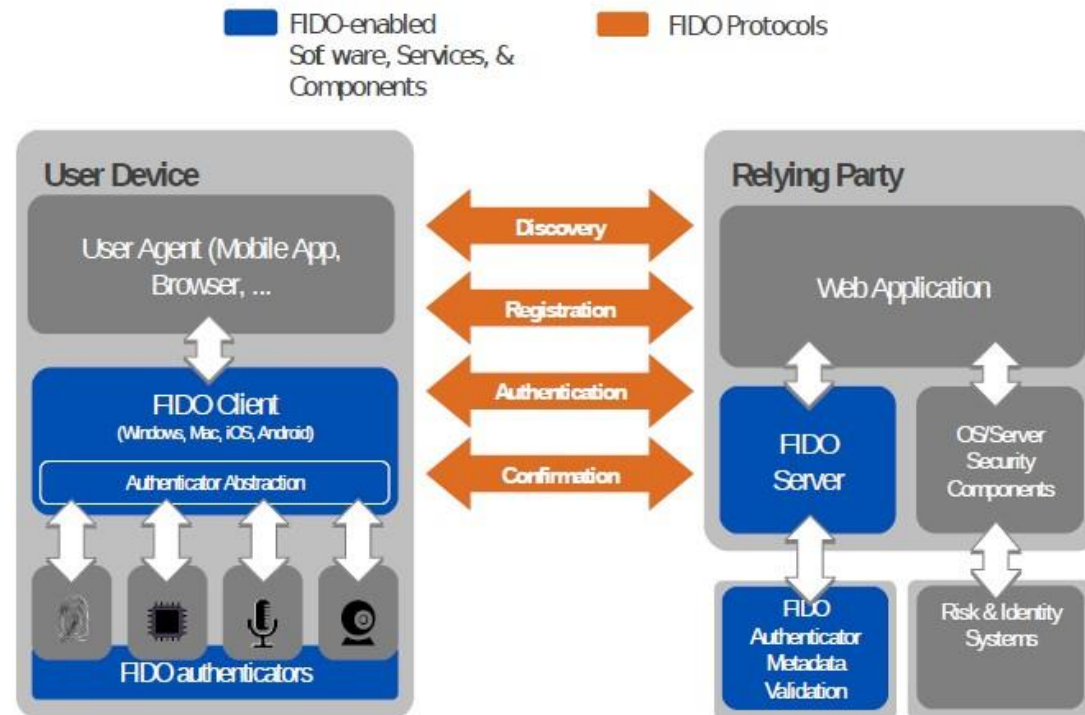 FIDO-enabled
Sof ware, Services, &
Components
FIDO Protocols
User Device
User Agent (Mobile App,
Browser, ...
FIDO Client
(Windows, Mac, iOS, Android)
Authenticator Abstraction
FIDO authenticators
Discovery
Registration
Authentication
Confirmation
Relying Party
Web Application
FIDO
Server
OS/Server
Security
Components
FIDO
Authenticator
Metadata
Validation
Risk & Identity
Systems